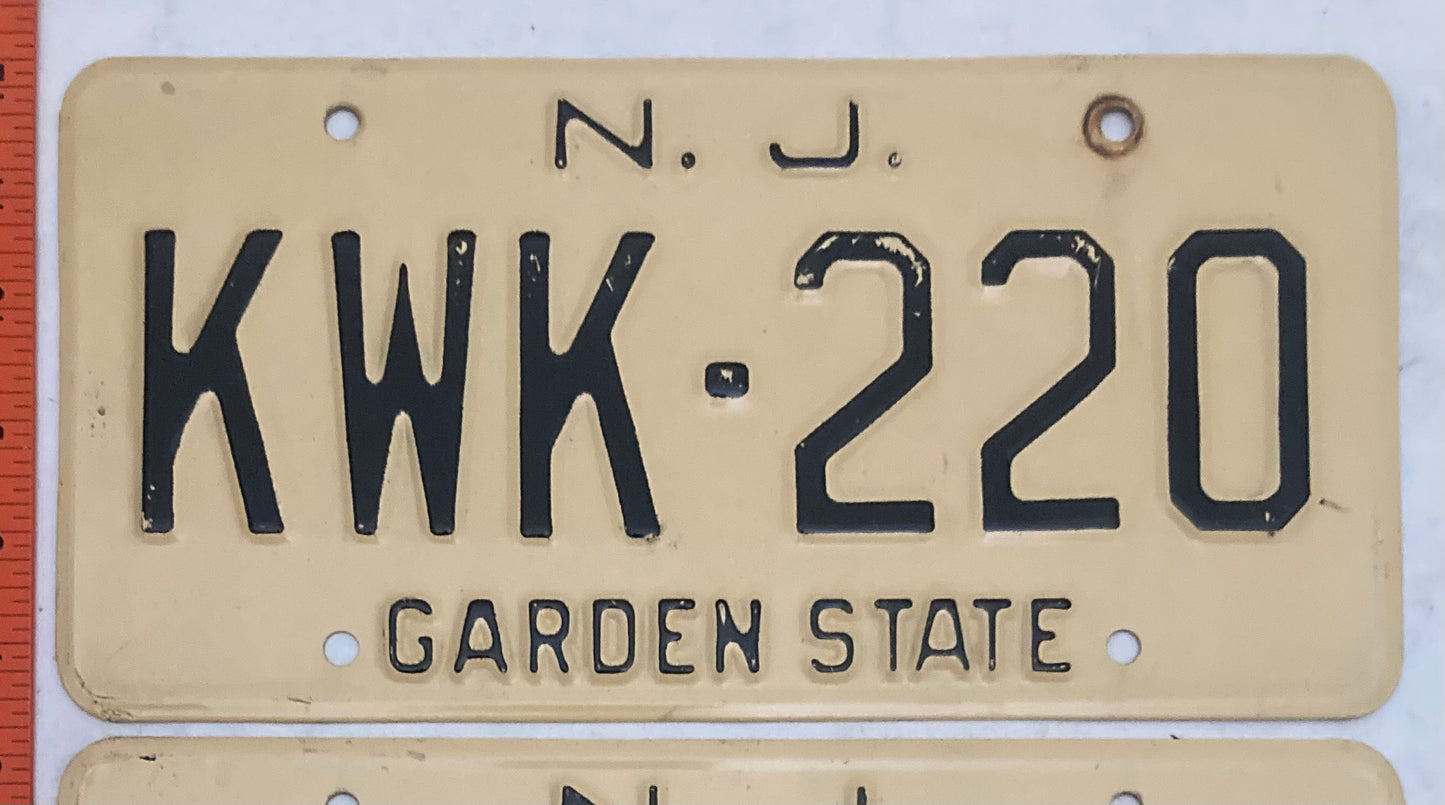 N. J.
KWK·220
GARDEN STATE
N J